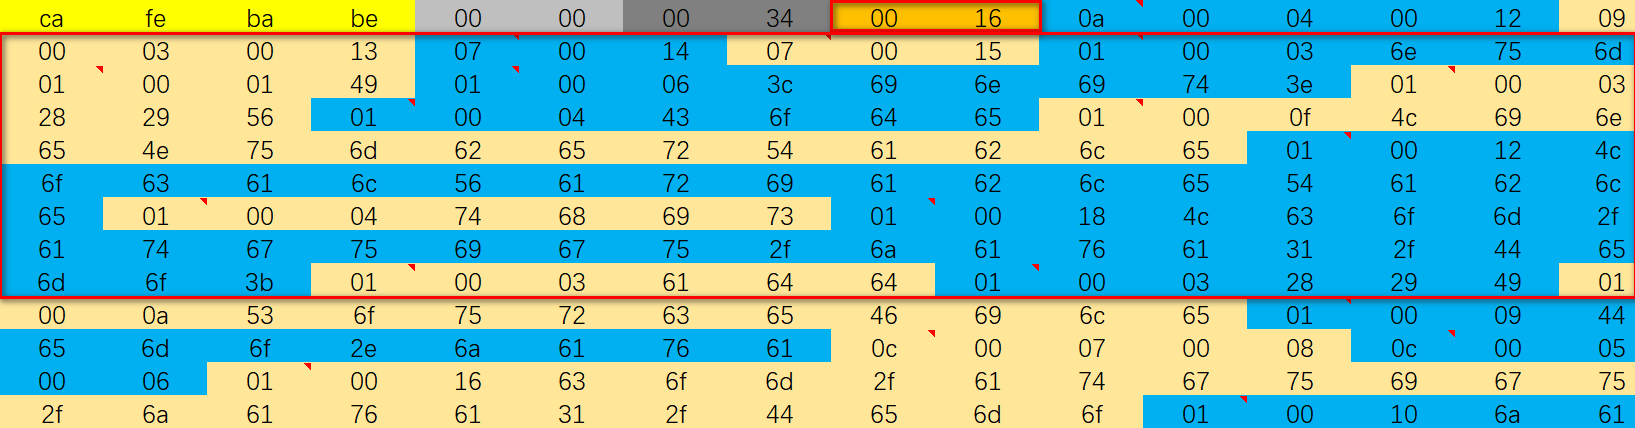 ca fe ba be 00 00 00 34 00 16 0a 00 04 00 12 09
00 03 00 13 07 00 14 07 00 15 01 00 03 6e 75 6d
01 00 01 49 01 00 06 3c 69 6e 69 74 3e 01 00 03
28 29 56 01 00 04 43 6f 64 65 01 00 0f 4c 69 6e
65 4e 75 6d 62 65 72 54 61 62 6c 65 01 00 12 4c
6f 63 61 6c 56 61 72 69 61 62 6c 65 54 61 62 6c
65 01 00 04 74 68 69 73 01 00 18 4c 63 6f 6d 2f
61 74 67 75 69 67 75 2f 6a 61 76 61 31 2f 44 65
6d 6f 3b 01 00 03 61 64 64 01 00 03 28 29 49 01
00 0a 53 6f 75 72 63 65 46 69 6c 65 01 00 09 44
65 6d 6f 2e 6a 61 76 61 0c 00 07 00 08 0c 00 05
00 06 01 00 16 63 6f 6d 2f 61 74 67 75 69 67 75
2f 6a 61 76 61 31 2f 44 65 6d 6f 01 00 10 6a 61